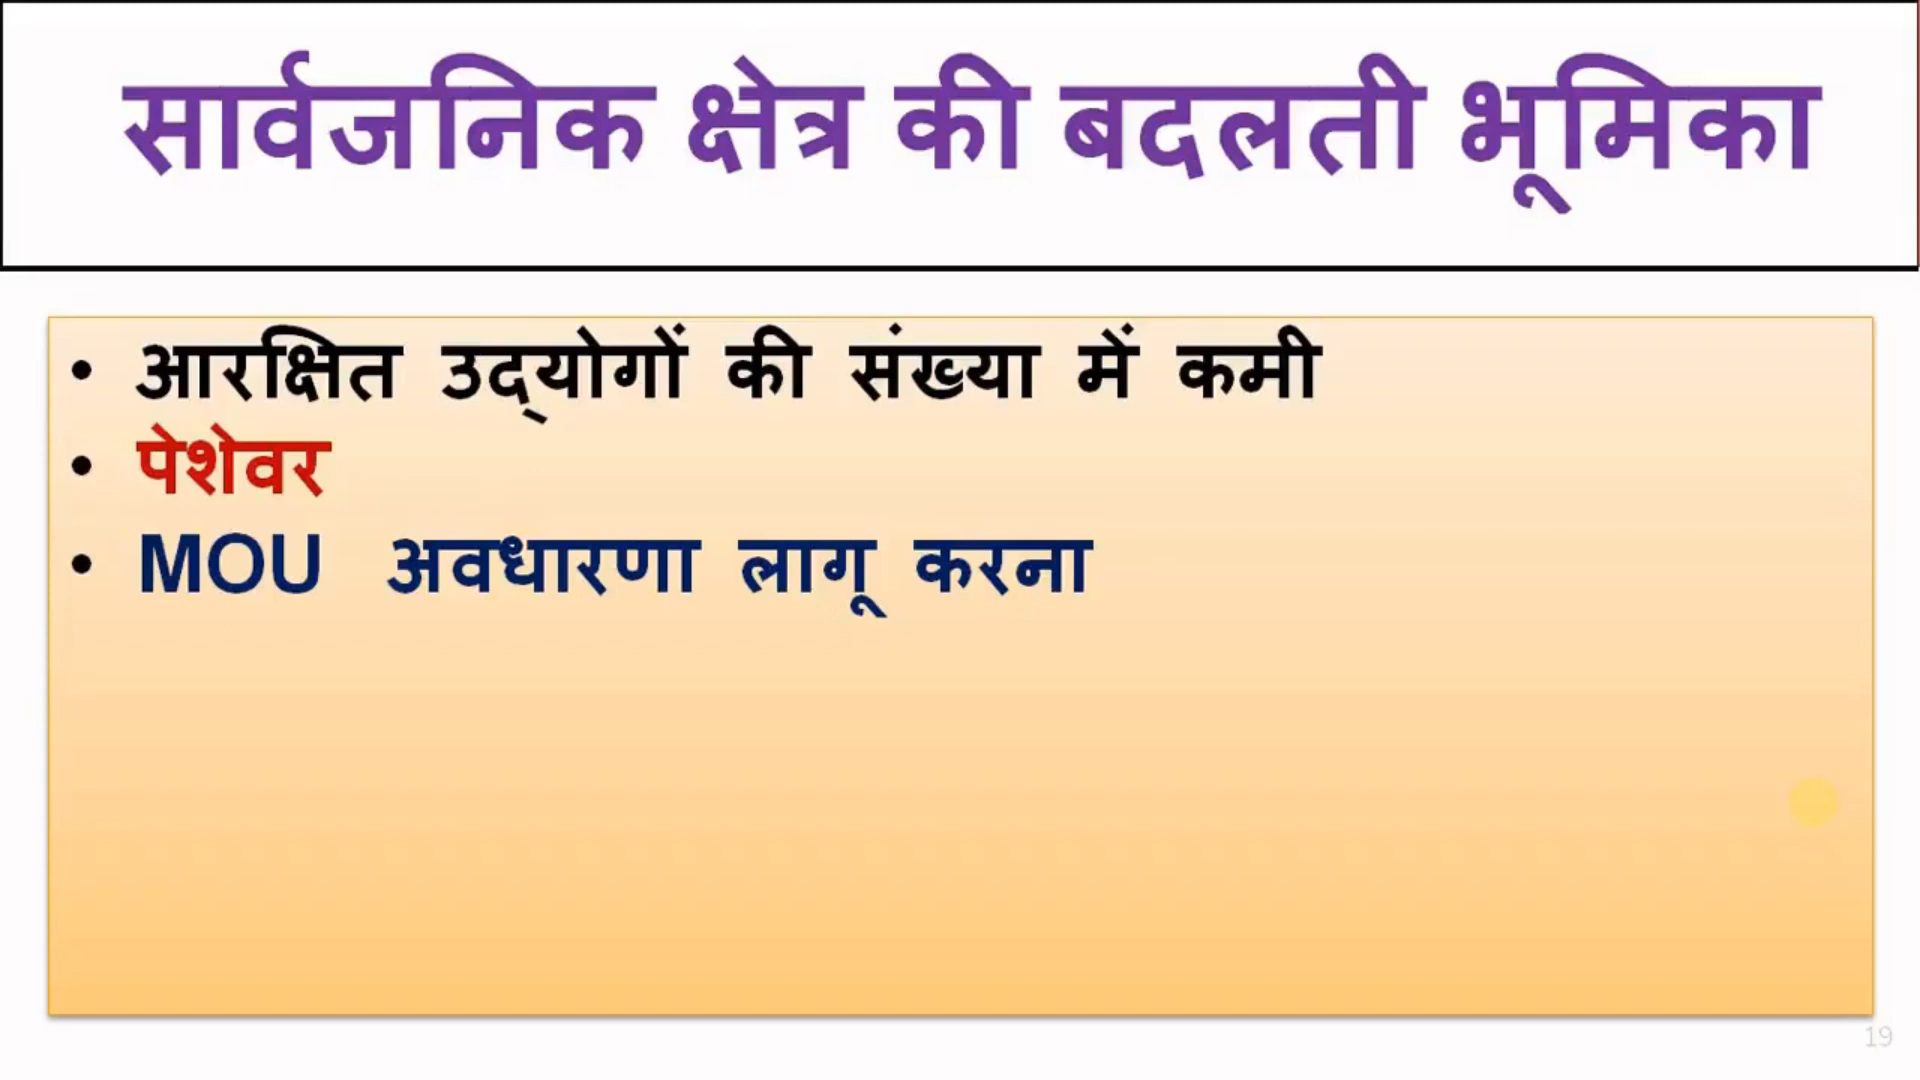 सार्वजनिक क्षेत्र की बदलती भूमिका
• आरक्षित उद्योगों की संख्या में कमी
• पेशेवर
• MOU अवधारणा लागू करना
19